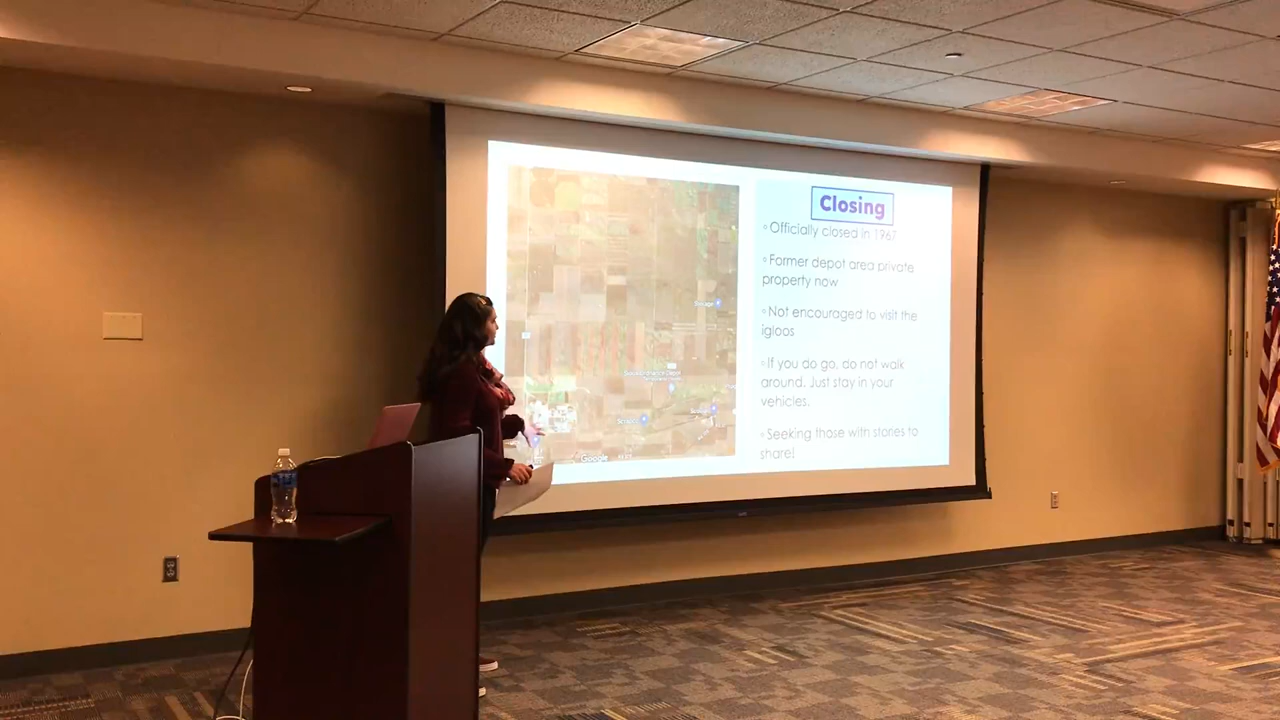 Closing
◦Officially closed in 1967
◦Former depot area private
property now
◦Not encouraged to visit the
igloos
◦If you do go, do not walk
around. Just stay in your
vehicles.
◦Seeking those with stories to
share!
Google